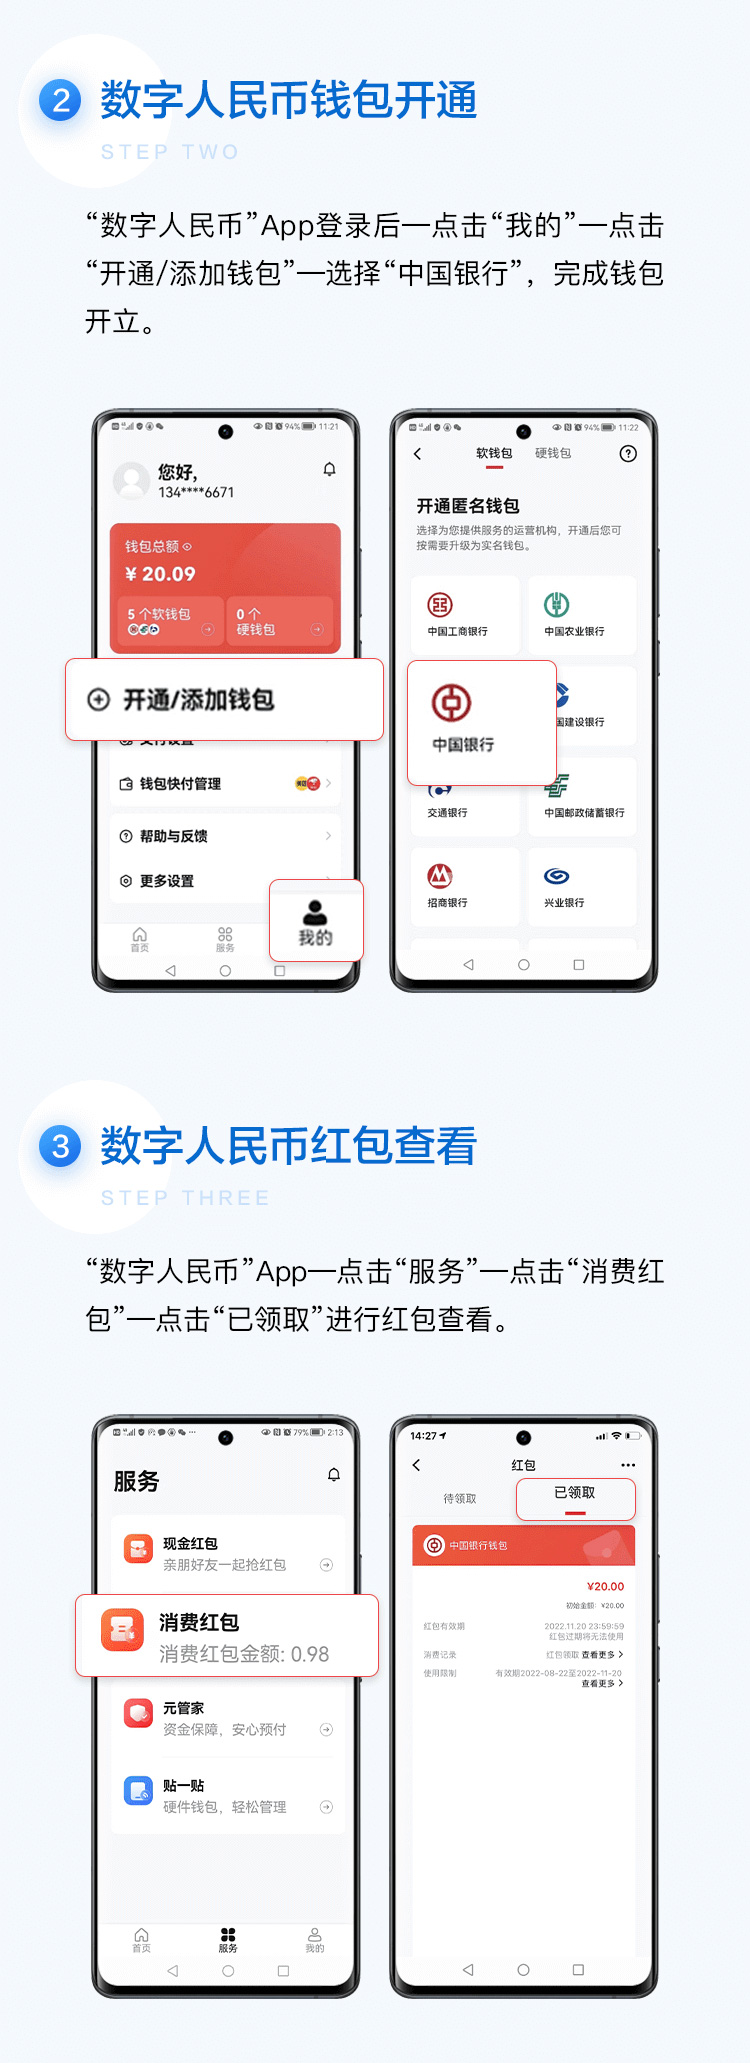 2 数字人民币钱包开通
STEP TWO
“数字人民币”App登录后—点击“我的”—点击
“开通/添加钱包”—选择“中国银行”，完成钱包
开立。
94% 11:21
您好,
134****6671
钱包总额
¥ 20.09
5 个软钱包
0 个
硬钱包
开通/添加钱包
钱包快付管理
帮助与反馈
更多设置
首页
服务
我的
94% 11:22
软钱包 硬钱包
开通匿名钱包
选择为您提供服务的运营机构，开通后您可
按需要升级为实名钱包。
中国工商银行 中国农业银行
中国银行
国建设银行
交通银行 中国邮政储蓄银行
招商银行 兴业银行
3 数字人民币红包查看
STEP THREE
“数字人民币”App—点击“服务”—点击“消费红
包”—点击“已领取”进行红包查看。
79% 2:13
服务
现金红包
亲朋好友一起抢红包
消费红包
消费红包金额: 0.98
元管家
资金保障，安心预付
贴一贴
硬件钱包，轻松管理
首页
服务
我的
14:27
红包
待领取 已领取
中国银行钱包
¥20.00
初始金额：¥20.00
红包有效期 2022.11.20 23:59:59
红包过期将无法使用
消费记录 红包领取 查看更多
使用限制 有效期2022-08-22至2022-11-20
查看更多